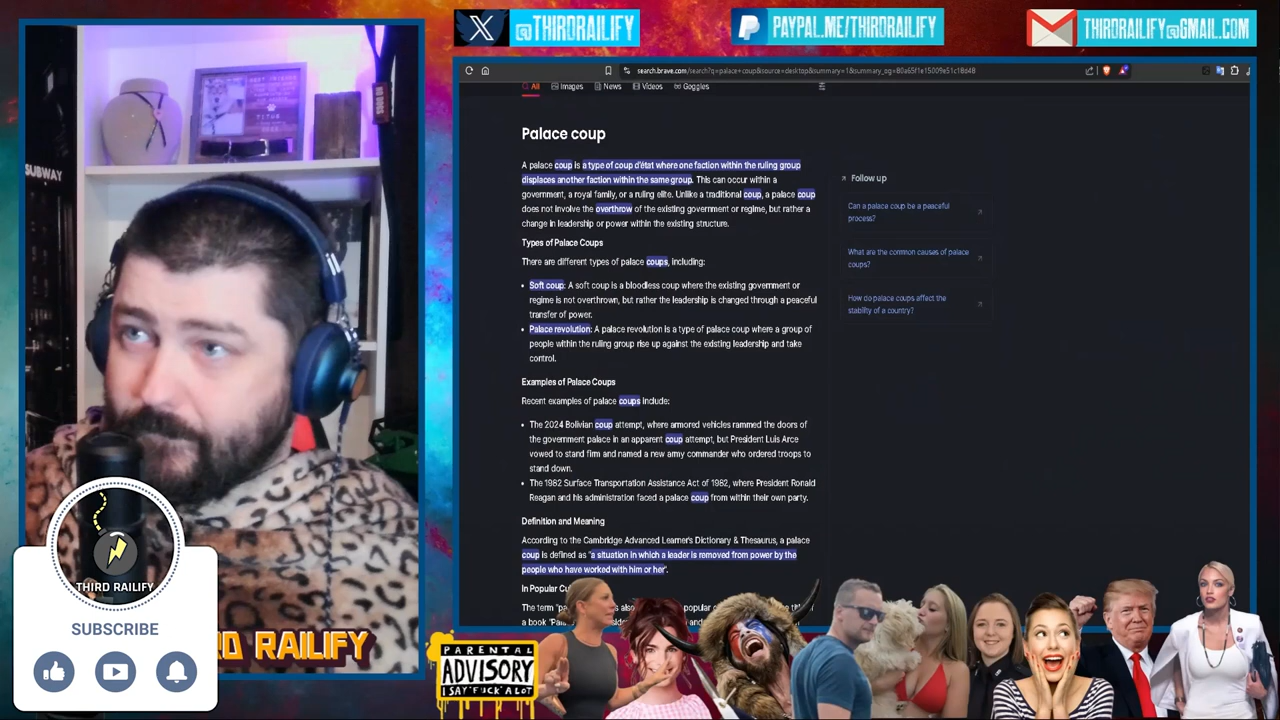 @THIRDRAILIFY
PAYPAL.ME/THIRDRAILIFY
THIRDRAILIFY@GMAIL.COM
All
Images
News
Videos
Goggles
SUBWAY
Palace coup
A palace coup is a type of coup d'état where one faction within the ruling group
displaces another faction within the same group. This can occur within a
government, a royal family, or a ruling elite. Unlike a traditional coup, a palace coup
does not involve the overthrow of the existing government or regime, but rather a
change in leadership or power within the existing structure.
Types of Palace Coups
There are different types of palace coups, including:
• Soft coup: A soft coup is a bloodless coup where the existing government or
regime is not overthrown, but rather the leadership is changed through a peaceful
transfer of power.
• Palace revolution: A palace revolution is a type of palace coup where a group of
people within the ruling group rise up against the existing leadership and take
control.
Examples of Palace Coups
Recent examples of palace coups include:
• The 2024 Bolivian coup attempt, where armored vehicles rammed the doors of
the government palace in an apparent coup attempt, but President Luis Arce
vowed to stand firm and named a new army commander who ordered troops to
stand down.
• The 1982 Surface Transportation Assistance Act of 1982, where President Ronald
Reagan and his administration faced a palace coup from within their own party.
Definition and Meaning
According to the Cambridge Advanced Learner's Dictionary & Thesaurus, a palace
coup is defined as "a situation in which a leader is removed from power by the
people who have worked with him or her".
In Popular Cu
The term "pa
a book "Pala
Follow up
Can a palace coup be a peaceful
process?
What are the common causes of palace
coups?
How do palace coups affect the
stability of a country?
THIRD RAILIFY
SUBSCRIBE
RAILIFY
PARENTAL
ADVISORY
I SAY "FUCK" ALOT